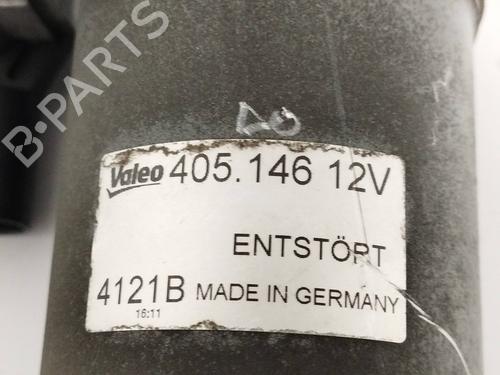 B-PARTS
Valeo 405.146 12V
ENTSTÖRT
4121B MADE IN GERMANY
16:11